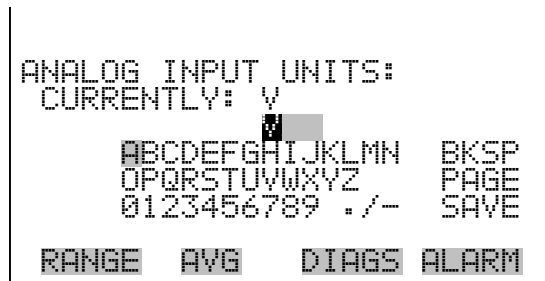 ANALOG INPUT UNITS:
CURRENTLY: V
V
ABCDEFGHIJKLMN BKSP
OPQRSTUVWXYZ PAGE
0123456789 ./- SAVE
RANGE AVG DIAGS ALARM